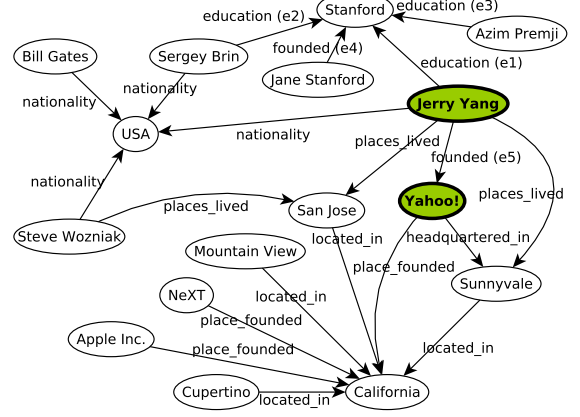 Stanford
education (e3)
education (e2)
Azim Premji
Bill Gates
Sergey Brin
founded (e4)
education (e1)
Jane Stanford
nationality
nationality
Jerry Yang
USA
nationality
places_lived
founded (e5)
nationality
places_lived
places_lived
San Jose
Yahoo!
Steve Wozniak
located_in
headquartered_in
Mountain View
place_founded
Sunnyvale
NeXT
located_in
place_founded
Apple Inc.
place_founded
located_in
Cupertino
located_in
California